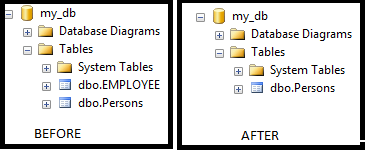 my_db
Database Diagrams
Tables
System Tables
dbo.EMPLOYEE
dbo.Persons
BEFORE
my_db
Database Diagrams
Tables
System Tables
dbo.Persons
AFTER